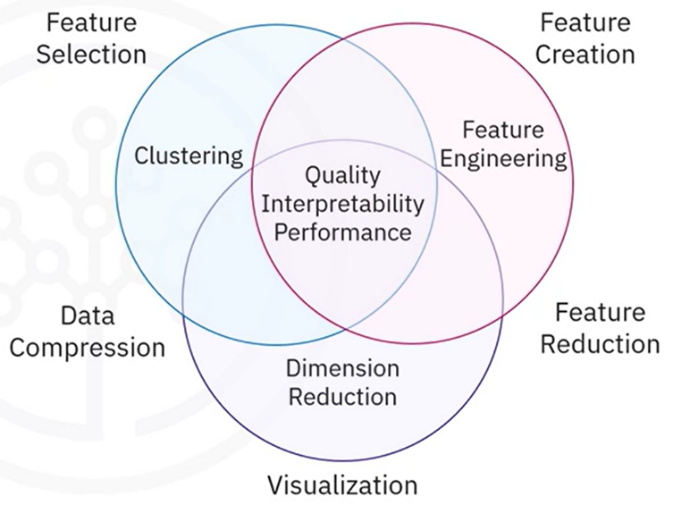 Feature
Selection
Feature
Creation
Clustering
Feature
Engineering
Quality
Interpretability
Performance
Data
Compression
Feature
Reduction
Dimension
Reduction
Visualization